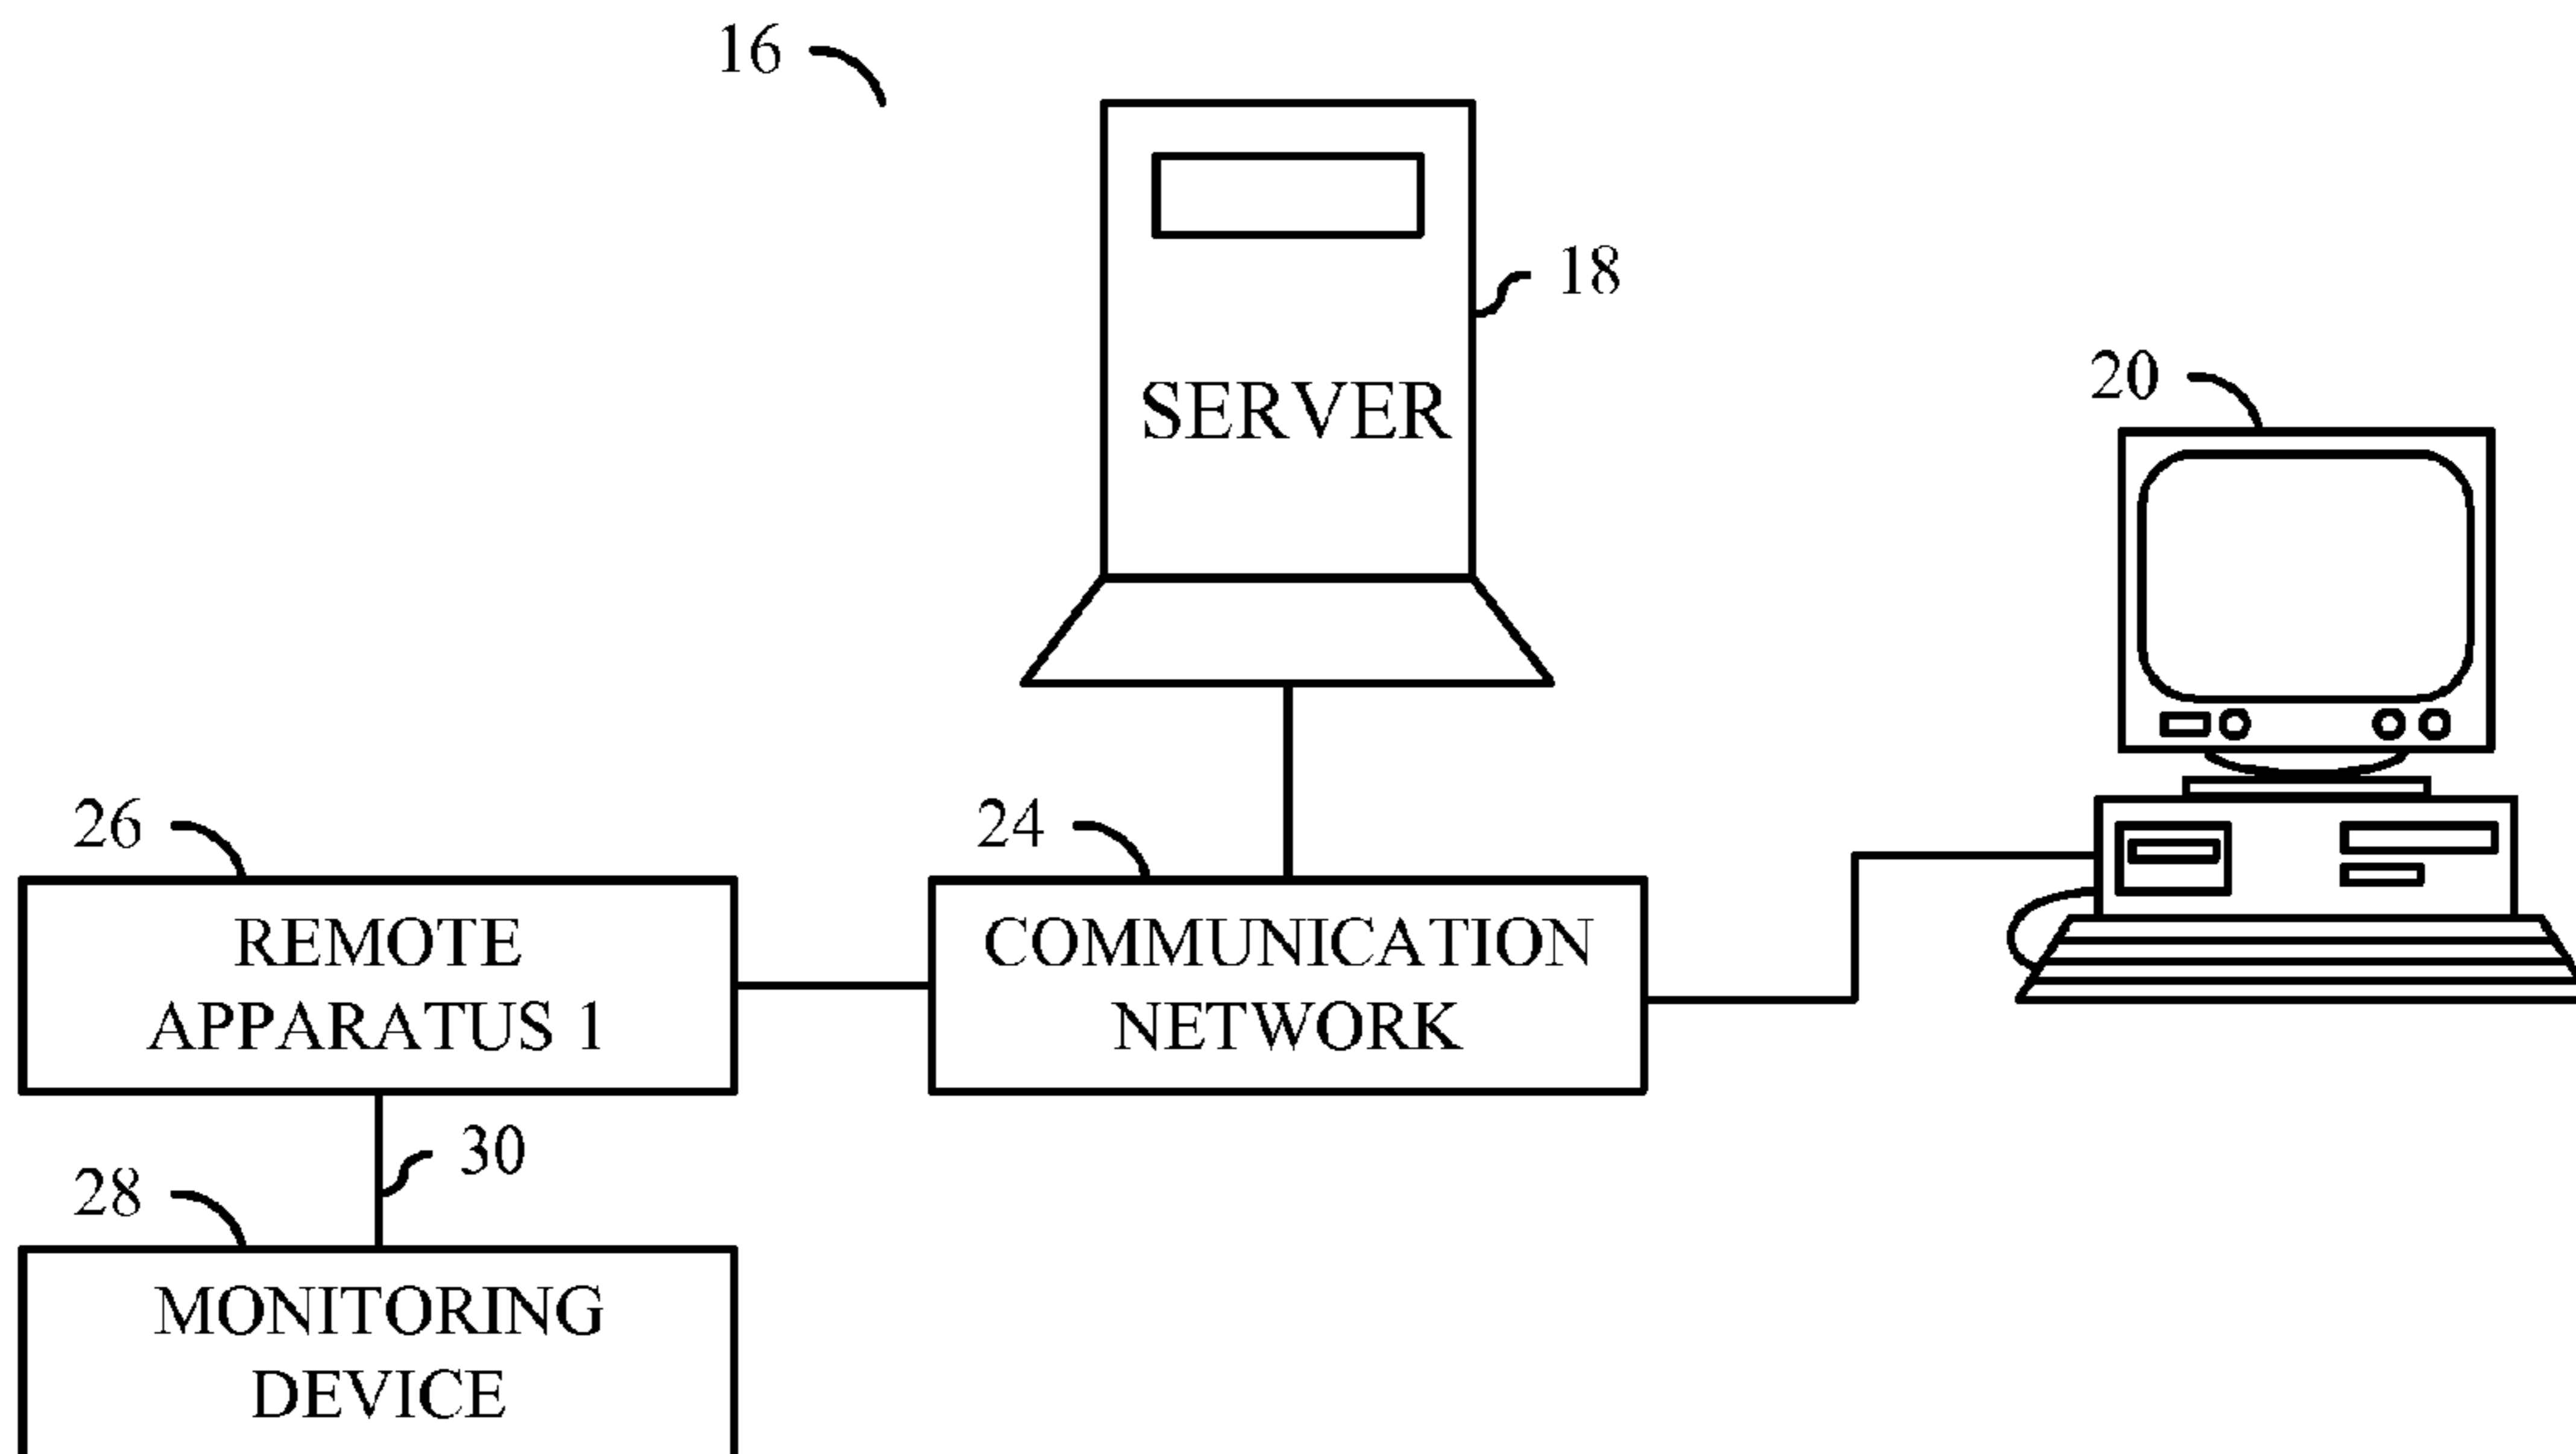 16
18
SERVER
20
26
24
REMOTE
APPARATUS 1
COMMUNICATION
NETWORK
30
28
MONITORING
DEVICE